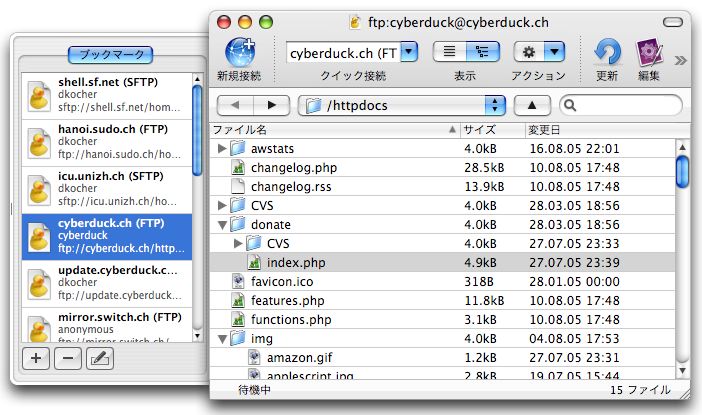 ブックマーク
shell.sf.net (SFTP)
dkocher
sftp://shell.sf.net/hom…
hanoi.sudo.ch (FTP)
dkocher
ftp://hanoi.sudo.ch/ho…
icu.unizh.ch (SFTP)
dkocher
sftp://icu.unizh.ch/ho…
cyberduck.ch (FTP)
cyberduck
ftp://cyberduck.ch/http…
update.cyberduck.c…
dkocher
ftp://update.cyberduck…
mirror.switch.ch (FTP)
anonymous
ftp://mirror.switch.ch/
ftp:cyberduck@cyberduck.ch
cyberduck.ch (FT
新規接続 クイック接続 表示 アクション 更新 編集
/httpdocs
ファイル名 サイズ 変更日
awstats 4.0kB 16.08.05 22:01
changelog.php 28.5kB 10.08.05 17:48
changelog.rss 13.9kB 10.08.05 17:48
CVS 4.0kB 28.03.05 18:56
donate 4.0kB 28.03.05 18:56
CVS 4.0kB 27.07.05 23:33
index.php 4.9kB 27.07.05 23:39
favicon.ico 318B 28.01.05 00:00
features.php 11.8kB 10.08.05 17:48
functions.php 3.1kB 10.08.05 17:48
img 4.0kB 04.08.05 17:53
amazon.gif 1.2kB 27.07.05 23:31
applescript.jpg 2.8kB 19.07.05 15:44
待機中 15 ファイル